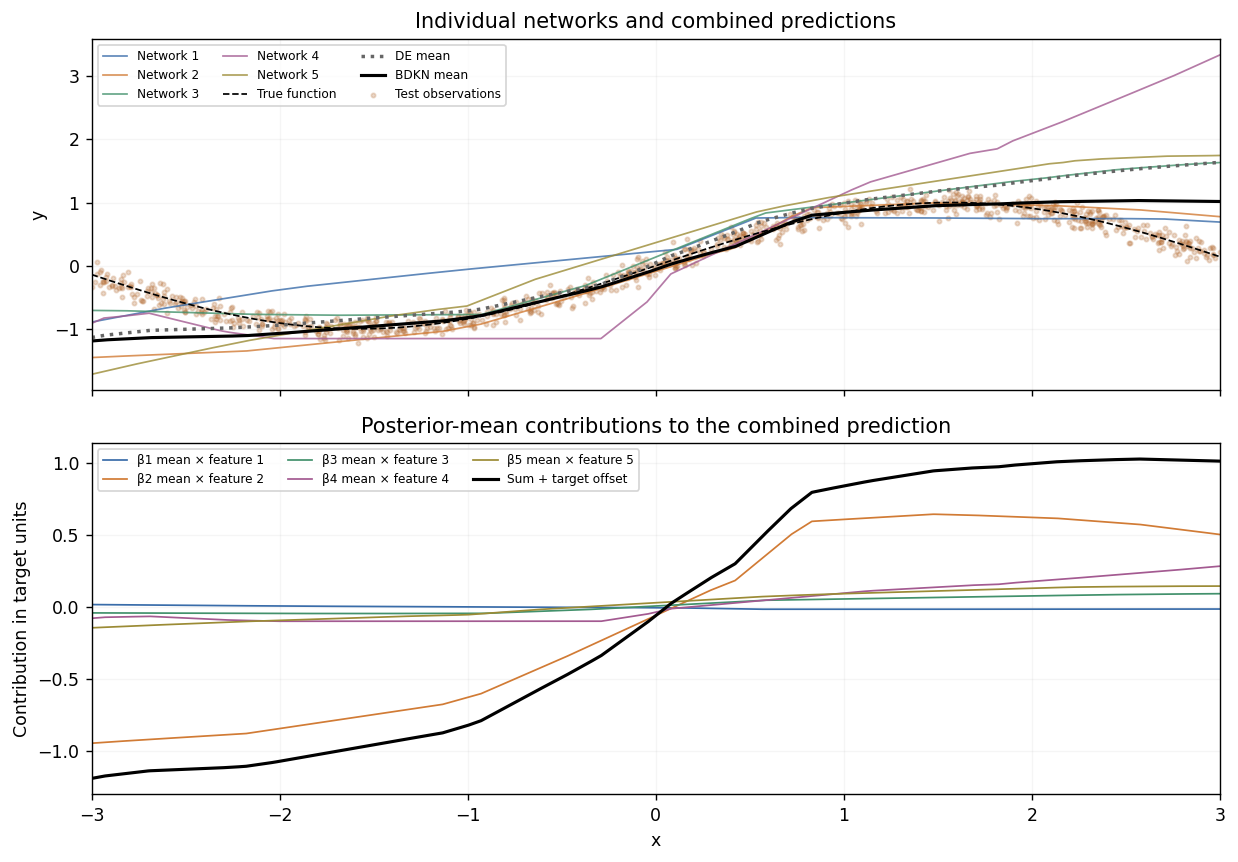 Individual networks and combined predictions
Network 1
Network 2
Network 3
Network 4
Network 5
True function
DE mean
BDKN mean
Test observations
3
2
1
0
−1
y
Posterior-mean contributions to the combined prediction
β1 mean × feature 1
β2 mean × feature 2
β3 mean × feature 3
β4 mean × feature 4
β5 mean × feature 5
Sum + target offset
1.0
0.5
0.0
−0.5
−1.0
Contribution in target units
−3
−2
−1
0
1
2
3
x